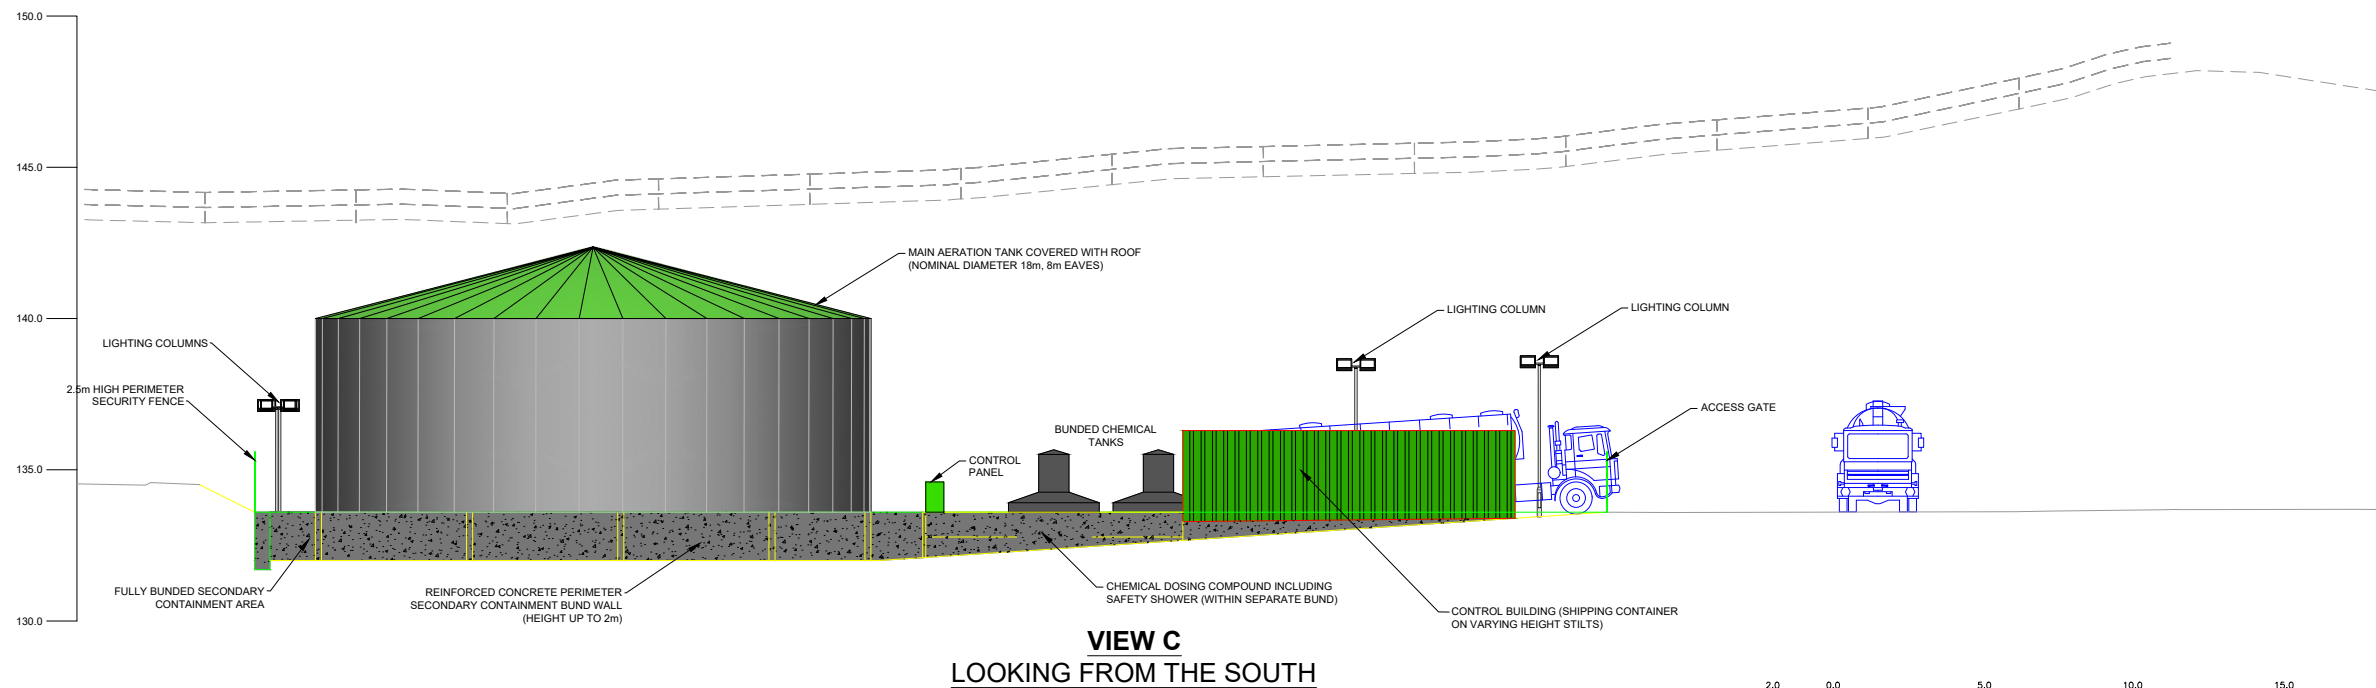 150.0
145.0
140.0
135.0
130.0
MAIN AERATION TANK COVERED WITH ROOF
(NOMINAL DIAMETER 18m, 8m EAVES)
LIGHTING COLUMN
LIGHTING COLUMN
LIGHTING COLUMNS
2.5m HIGH PERIMETER
SECURITY FENCE
ACCESS GATE
BUNDED CHEMICAL
TANKS
CONTROL
PANEL
FULLY BUNDED SECONDARY
CONTAINMENT AREA
REINFORCED CONCRETE PERIMETER
SECONDARY CONTAINMENT BUND WALL
(HEIGHT UP TO 2m)
CHEMICAL DOSING COMPOUND INCLUDING
SAFETY SHOWER (WITHIN SEPARATE BUND)
CONTROL BUILDING (SHIPPING CONTAINER
ON VARYING HEIGHT STILTS)
VIEW C
LOOKING FROM THE SOUTH
2.0 0.0 5.0 10.0 15.0